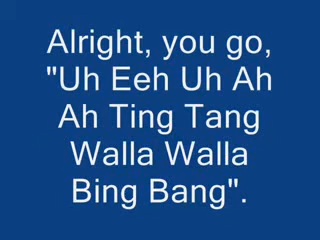 Alright, you go,
"Uh Eeh Uh Ah
Ah Ting Tang
Walla Walla
Bing Bang".